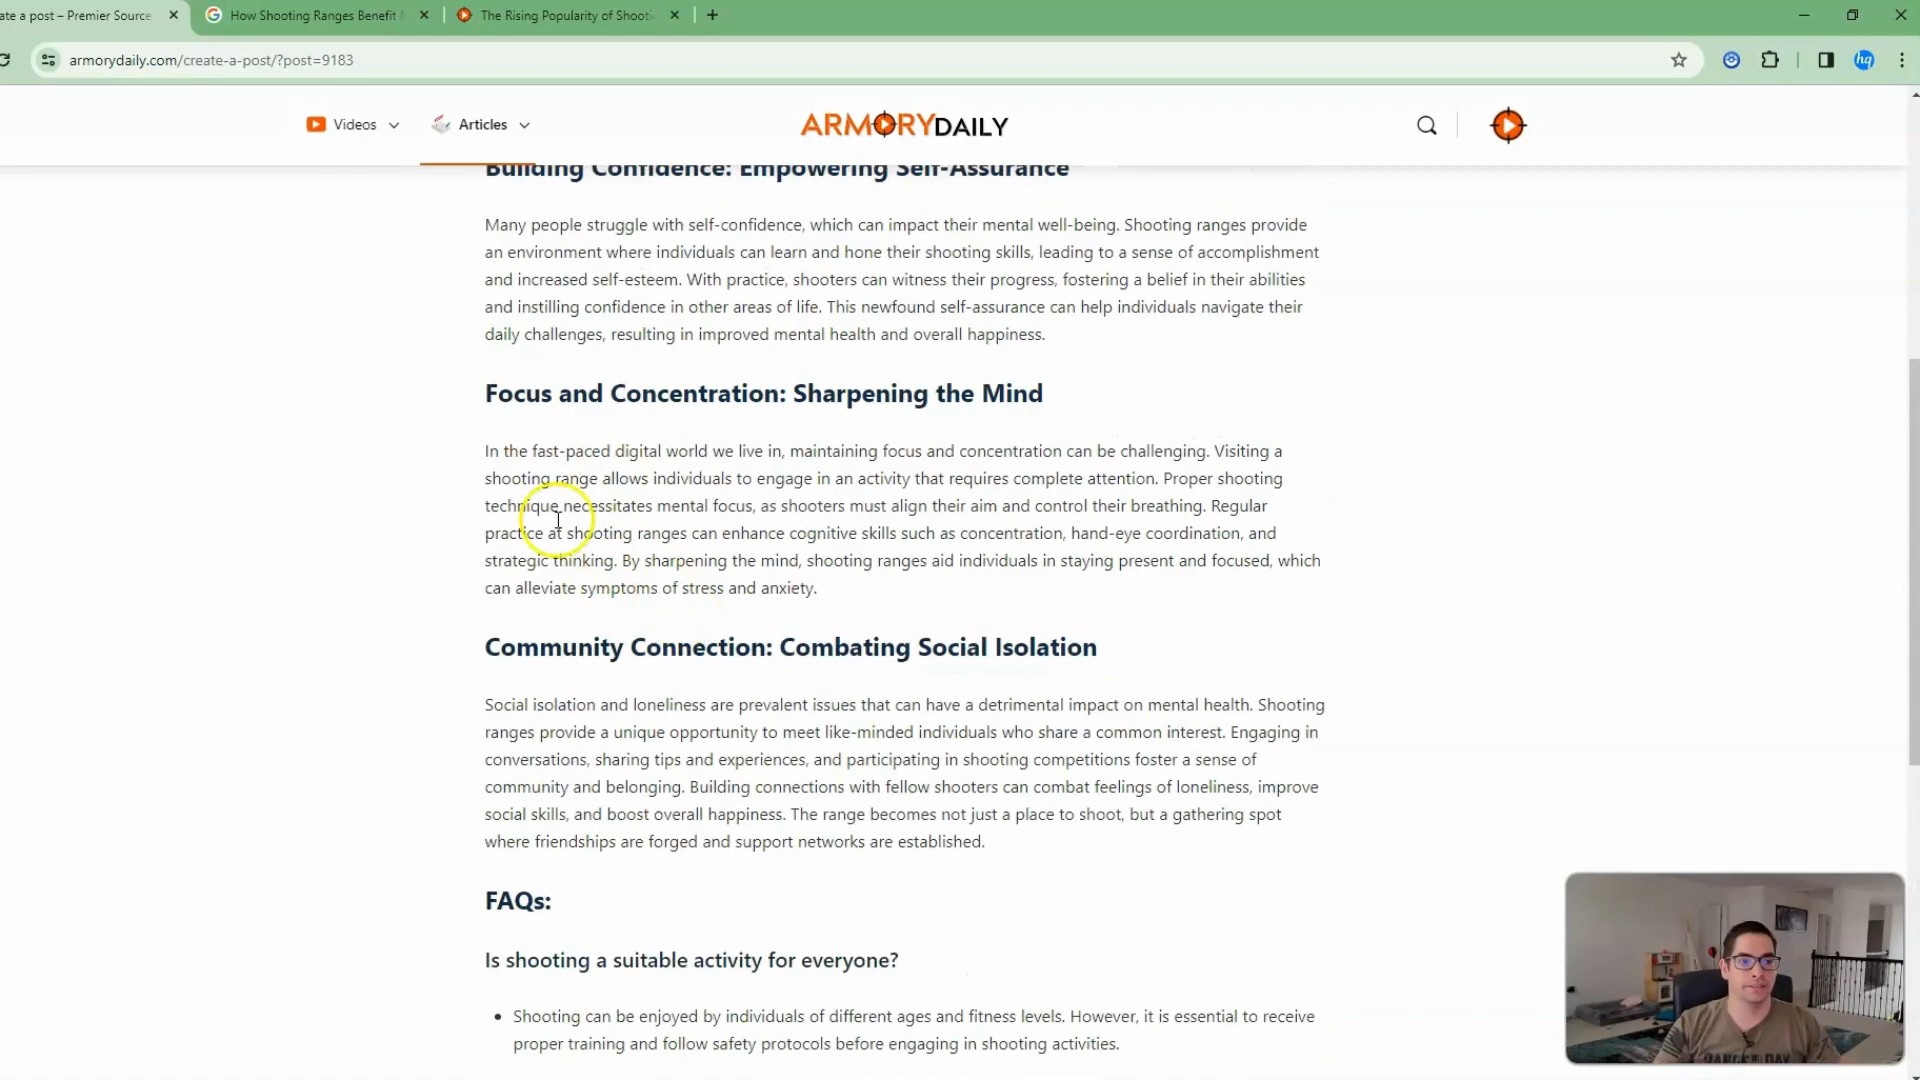 ate a post – Premier Source
How Shooting Ranges Benefit
The Rising Popularity of Shooti
armorydaily.com/create-a-post/?post=9183
hq
Videos
Articles
ARMORYDAILY
Building Confidence: Empowering Self-Assurance
Many people struggle with self-confidence, which can impact their mental well-being. Shooting ranges provide
an environment where individuals can learn and hone their shooting skills, leading to a sense of accomplishment
and increased self-esteem. With practice, shooters can witness their progress, fostering a belief in their abilities
and instilling confidence in other areas of life. This newfound self-assurance can help individuals navigate their
daily challenges, resulting in improved mental health and overall happiness.
Focus and Concentration: Sharpening the Mind
In the fast-paced digital world we live in, maintaining focus and concentration can be challenging. Visiting a
shooting range allows individuals to engage in an activity that requires complete attention. Proper shooting
technique necessitates mental focus, as shooters must align their aim and control their breathing. Regular
practice at shooting ranges can enhance cognitive skills such as concentration, hand-eye coordination, and
strategic thinking. By sharpening the mind, shooting ranges aid individuals in staying present and focused, which
can alleviate symptoms of stress and anxiety.
Community Connection: Combating Social Isolation
Social isolation and loneliness are prevalent issues that can have a detrimental impact on mental health. Shooting
ranges provide a unique opportunity to meet like-minded individuals who share a common interest. Engaging in
conversations, sharing tips and experiences, and participating in shooting competitions foster a sense of
community and belonging. Building connections with fellow shooters can combat feelings of loneliness, improve
social skills, and boost overall happiness. The range becomes not just a place to shoot, but a gathering spot
where friendships are forged and support networks are established.
FAQs:
Is shooting a suitable activity for everyone?
• Shooting can be enjoyed by individuals of different ages and fitness levels. However, it is essential to receive
proper training and follow safety protocols before engaging in shooting activities.